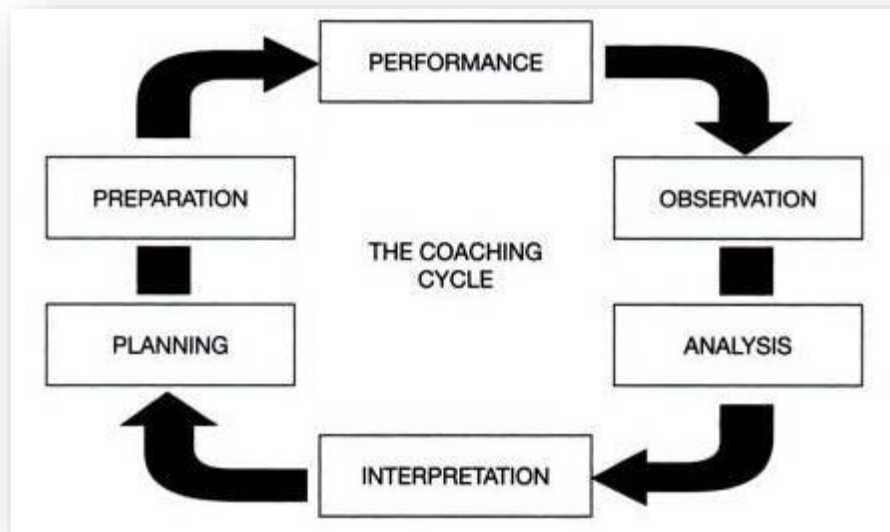 PERFORMANCE
PREPARATION
OBSERVATION
THE COACHING
CYCLE
PLANNING
ANALYSIS
INTERPRETATION